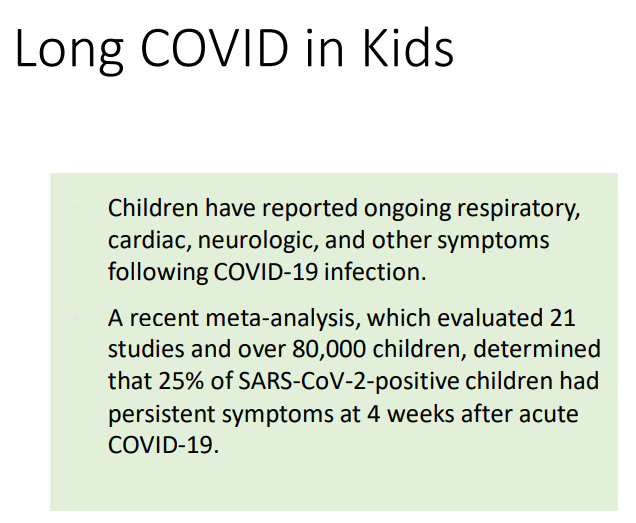 Long COVID in Kids
Children have reported ongoing respiratory,
cardiac, neurologic, and other symptoms
following COVID-19 infection.
A recent meta-analysis, which evaluated 21
studies and over 80,000 children, determined
that 25% of SARS-CoV-2-positive children had
persistent symptoms at 4 weeks after acute
COVID-19.